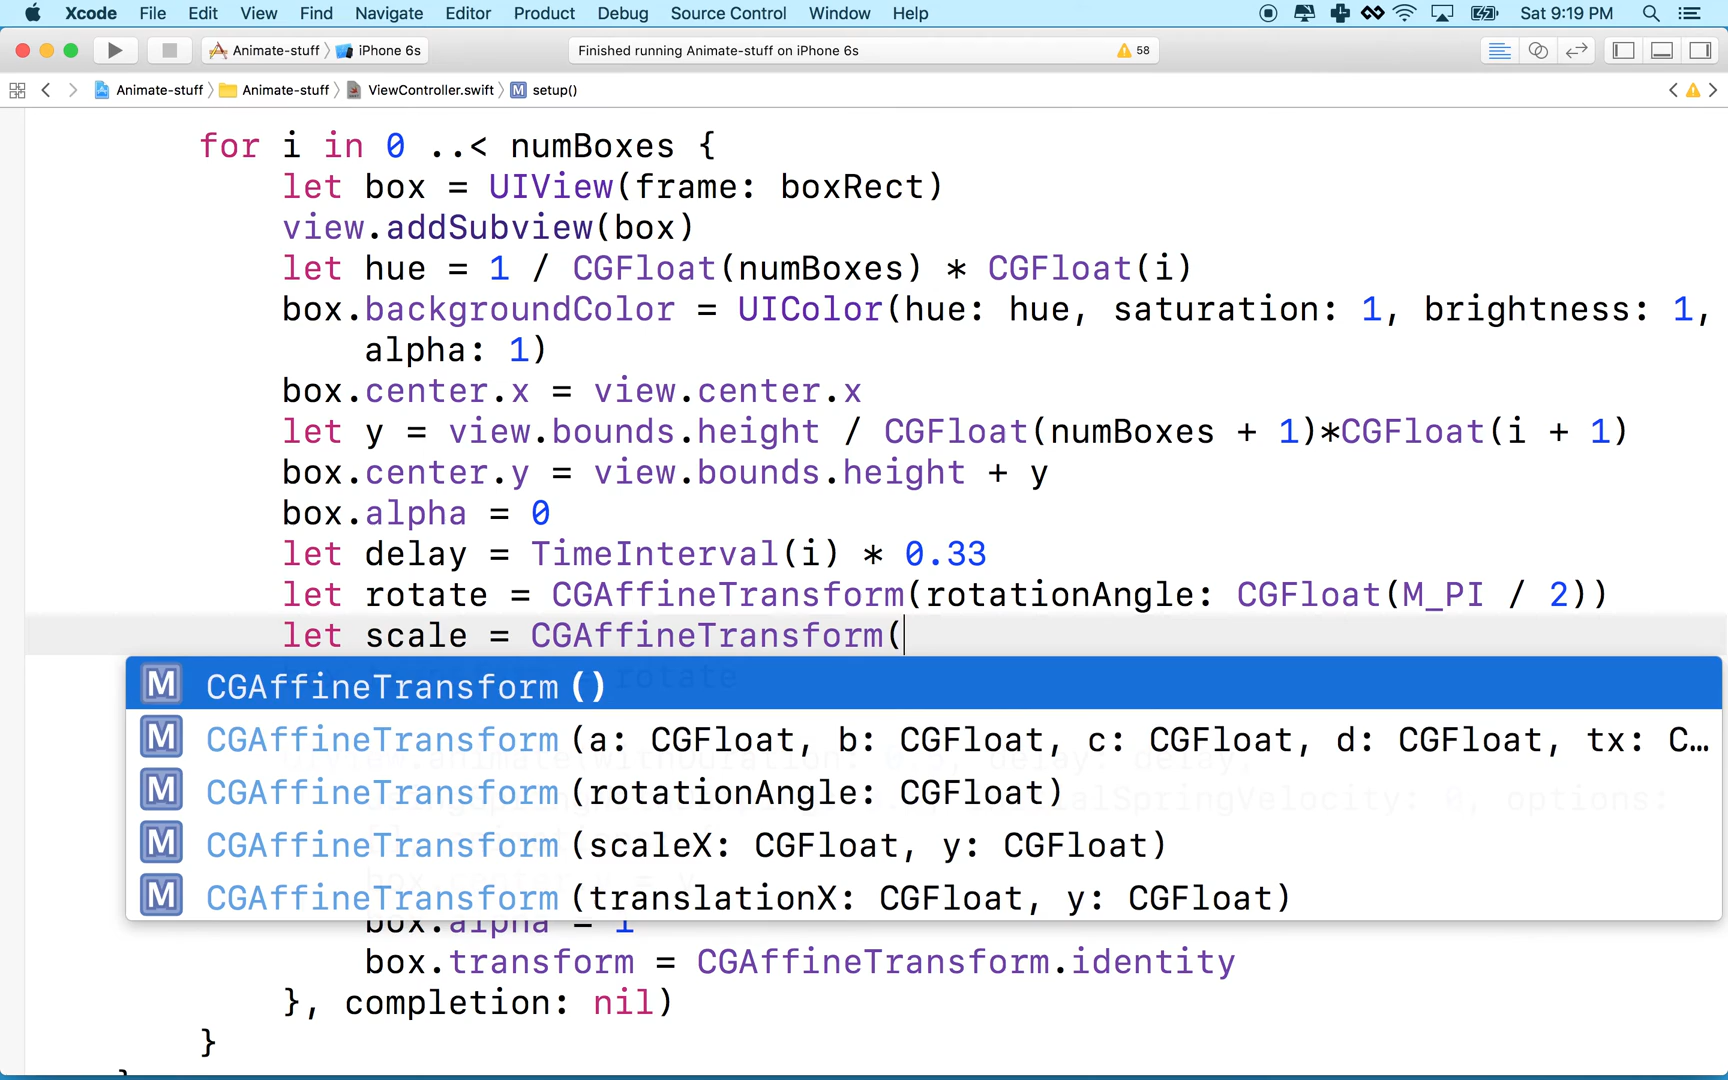 Xcode File Edit View Find Navigate Editor Product Debug Source Control Window Help Sat 9:19 PM
Animate-stuff iPhone 6s Finished running Animate-stuff on iPhone 6s 58
Animate-stuff Animate-stuff ViewController.swift M setup()
for i in 0 ..< numBoxes {
let box = UIView(frame: boxRect)
view.addSubview(box)
let hue = 1 / CGFloat(numBoxes) * CGFloat(i)
box.backgroundColor = UIColor(hue: hue, saturation: 1, brightness: 1,
alpha: 1)
box.center.x = view.center.x
let y = view.bounds.height / CGFloat(numBoxes + 1)*CGFloat(i + 1)
box.center.y = view.bounds.height + y
box.alpha = 0
let delay = TimeInterval(i) * 0.33
let rotate = CGAffineTransform(rotationAngle: CGFloat(M_PI / 2))
let scale = CGAffineTransform(
M CGAffineTransform()
M CGAffineTransform(a: CGFloat, b: CGFloat, c: CGFloat, d: CGFloat, tx: C…
M CGAffineTransform(rotationAngle: CGFloat)
M CGAffineTransform(scaleX: CGFloat, y: CGFloat)
M CGAffineTransform(translationX: CGFloat, y: CGFloat)
box.alpha = 1
box.transform = CGAffineTransform.identity
}, completion: nil)
}
}